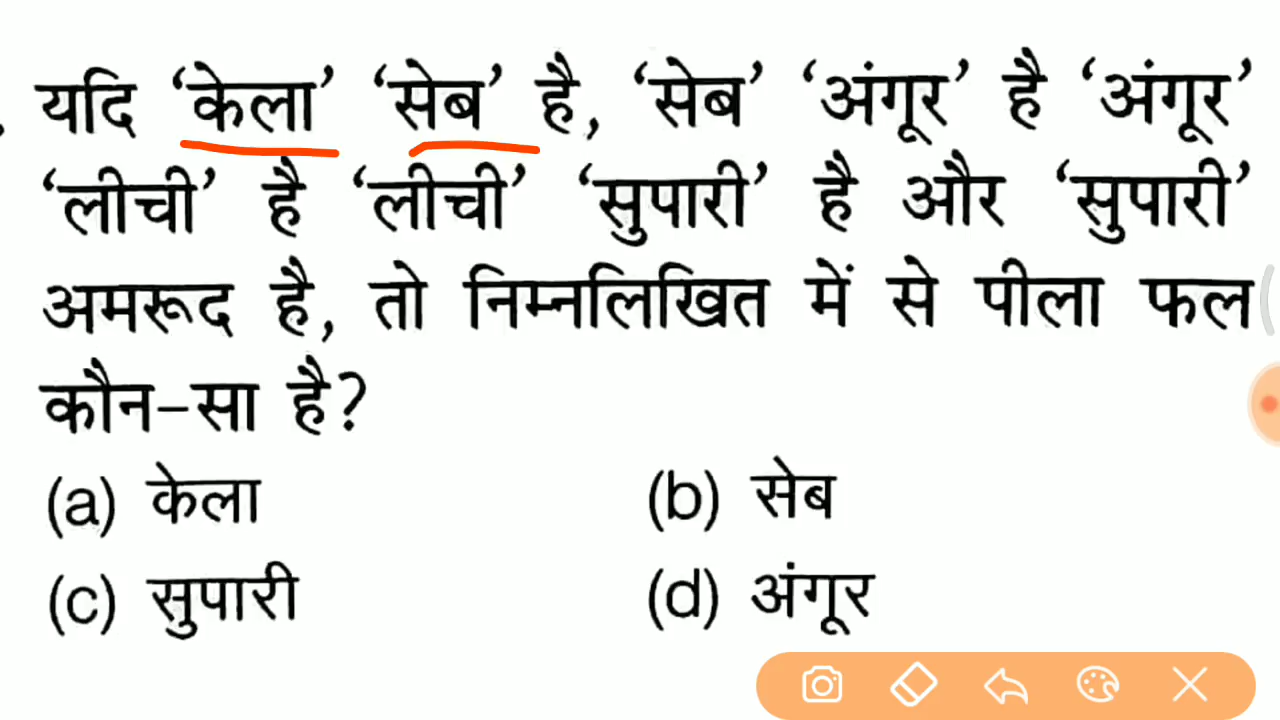 यदि ‘केला’ ‘सेब’ है, ‘सेब’ ‘अंगूर’ है ‘अंगूर’
‘लीची’ है ‘लीची’ ‘सुपारी’ है और ‘सुपारी’
अमरूद है, तो निम्नलिखित में से पीला फल
कौन-सा है?
(a) केला (b) सेब
(c) सुपारी (d) अंगूर